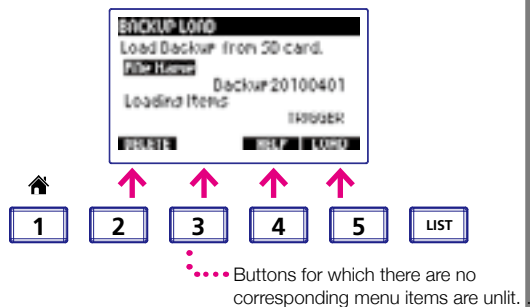 BACKUP LOAD
Load Backup from SD card.
File Name
Backup20100401
Loading Items
TRIGGER
DELETE HELP LOAD
1 2 3 4 5 LIST
Buttons for which there are no
corresponding menu items are unlit.